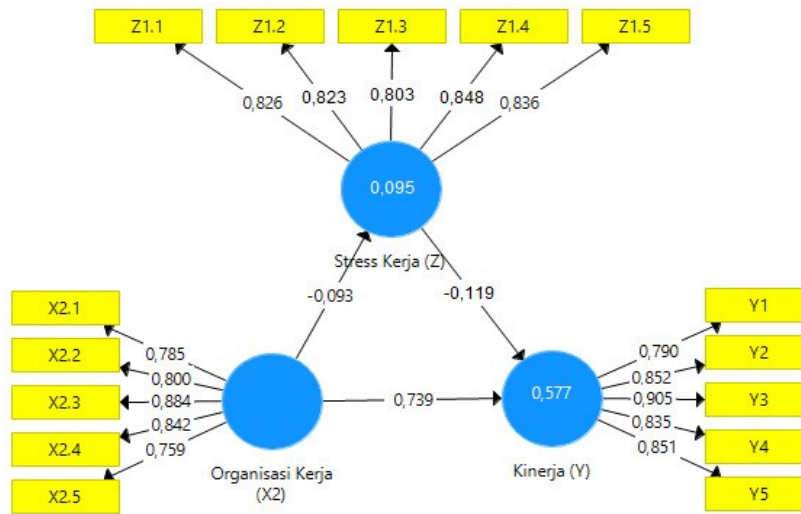 Z1.1 Z1.2 Z1.3 Z1.4 Z1.5
0,826 0,823 0,803 0,848 0,836
0,095
Stress Kerja (Z)
-0,093 -0,119
X2.1
X2.2
X2.3
X2.4
X2.5
0,785
0,800
0,884
0,842
0,759
Organisasi Kerja
(X2)
0,739
0,577
Kinerja (Y)
0,790
0,852
0,905
0,835
0,851
Y1
Y2
Y3
Y4
Y5